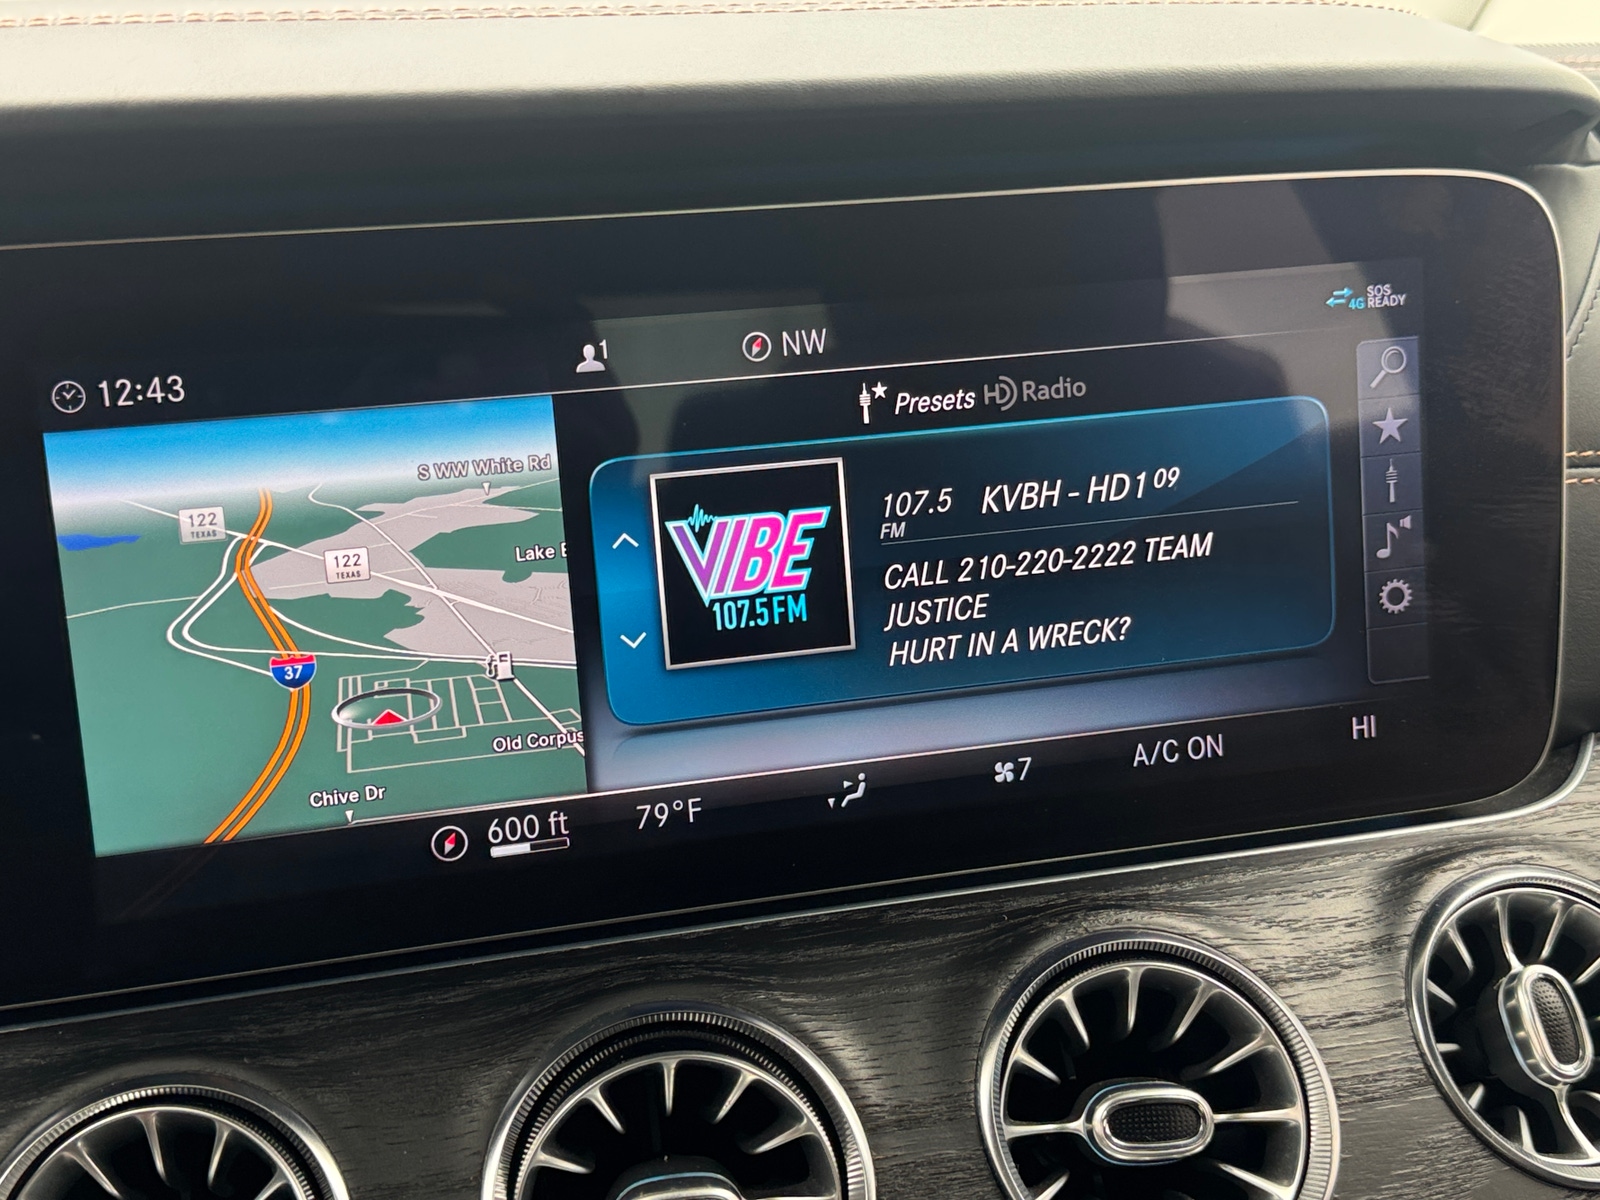 SOS
4G READY
1
NW
12:43
Presets HD Radio
S WW White Rd
122
TEXAS
122
TEXAS
Lake
37
Old Corpus
Chive Dr
600 ft
VIBE
107.5 FM
107.5 KVBH - HD1 09
FM
CALL 210-220-2222 TEAM
JUSTICE
HURT IN A WRECK?
79°F
7
A/C ON
HI